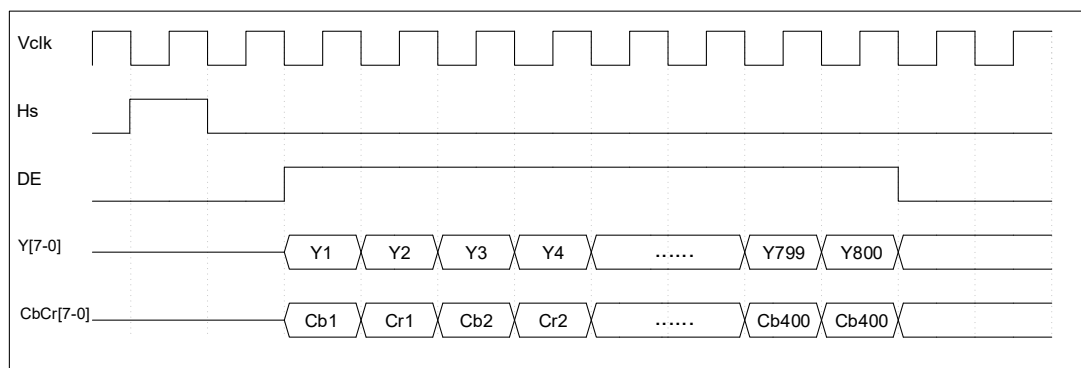 Vclk
Hs
DE
Y[7-0]
Y1 Y2 Y3 Y4 ...... Y799 Y800
CbCr[7-0]
Cb1 Cr1 Cb2 Cr2 ...... Cb400 Cb400